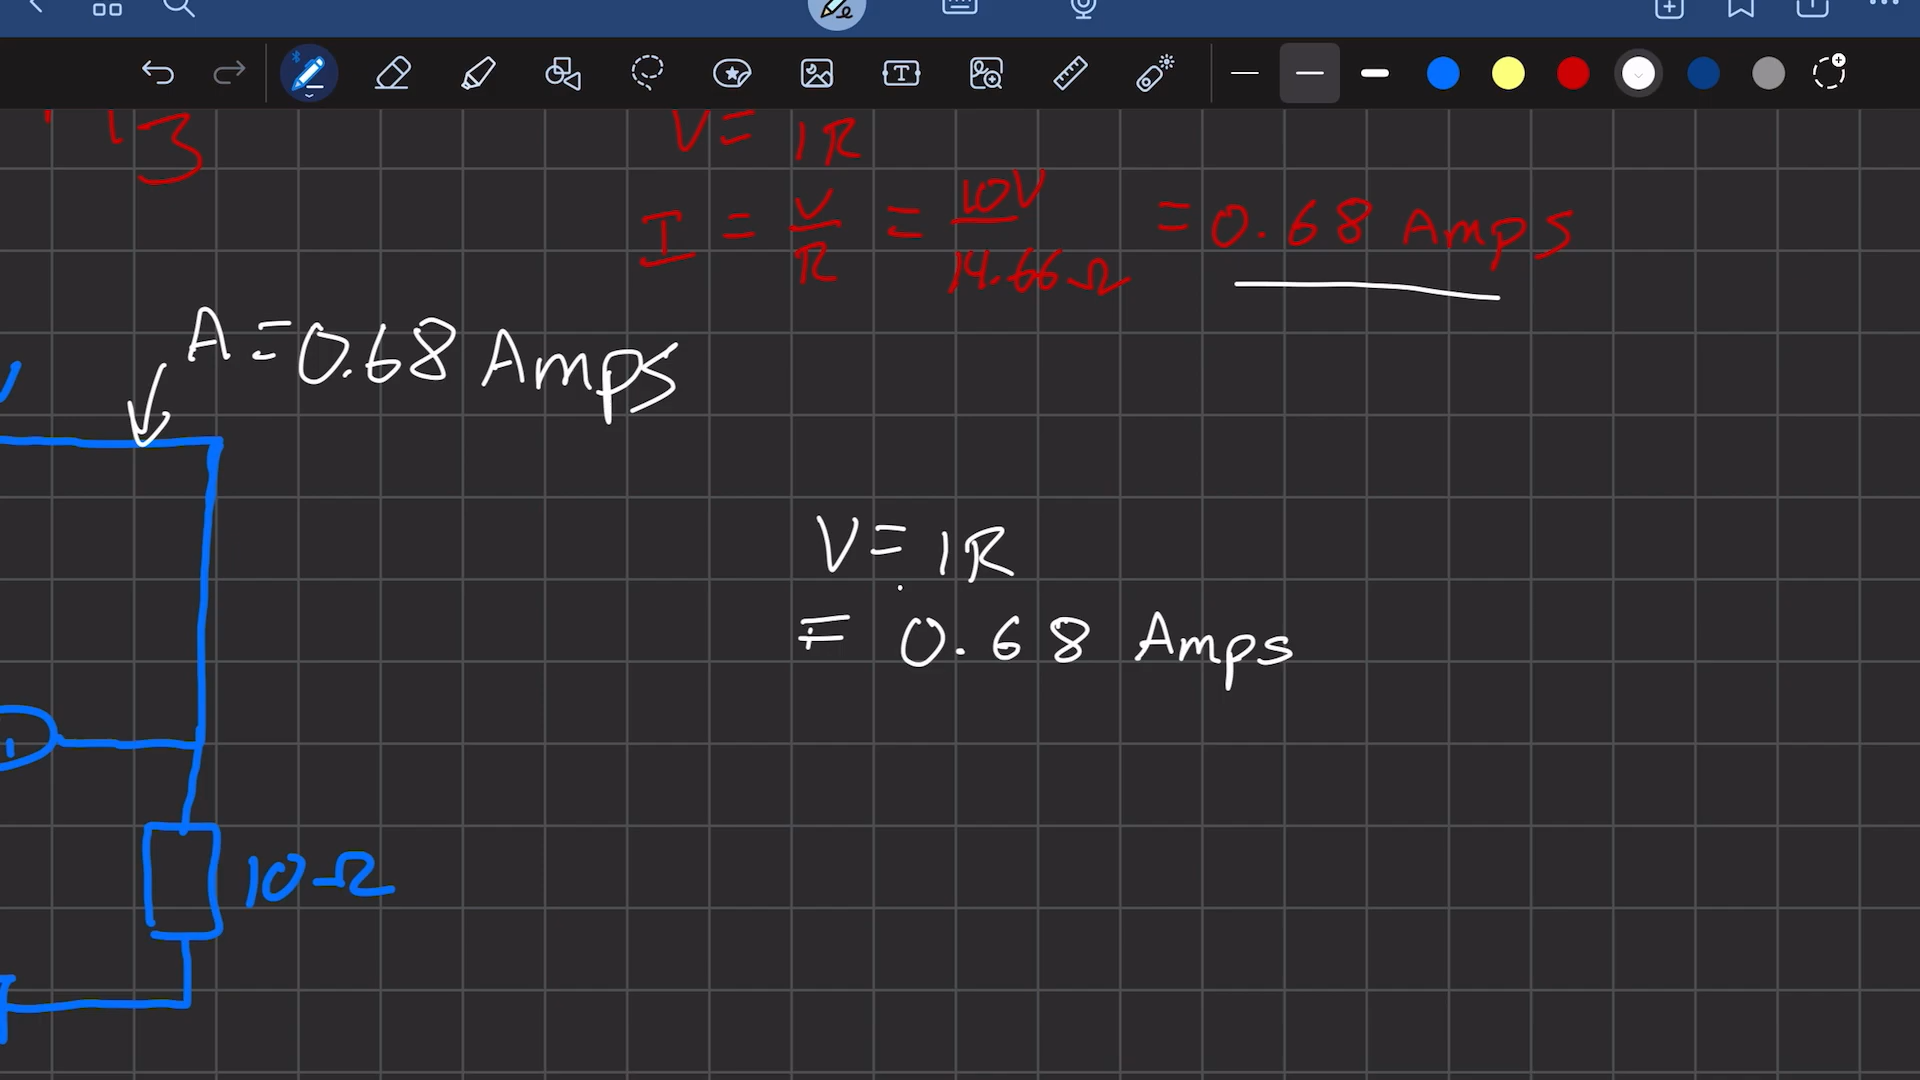 V = IR
I = V/R = 10V/14.66Ω = 0.68 Amps
A = 0.68 Amps
V = IR
= 0.68 Amps
10Ω